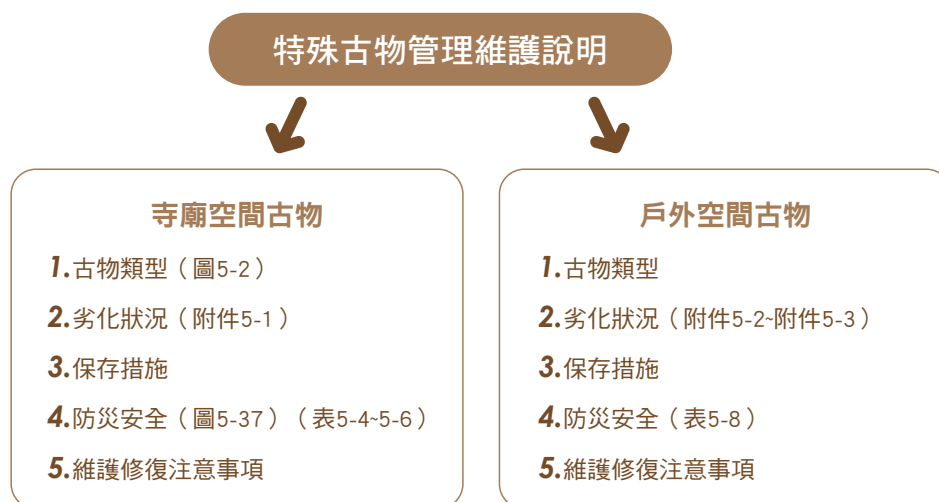 特殊古物管理維護說明
寺廟空間古物
1.古物類型（圖5-2）
2.劣化狀況（附件5-1）
3.保存措施
4.防災安全（圖5-37）（表5-4~5-6）
5.維護修復注意事項
戶外空間古物
1.古物類型
2.劣化狀況（附件5-2~附件5-3）
3.保存措施
4.防災安全（表5-8）
5.維護修復注意事項